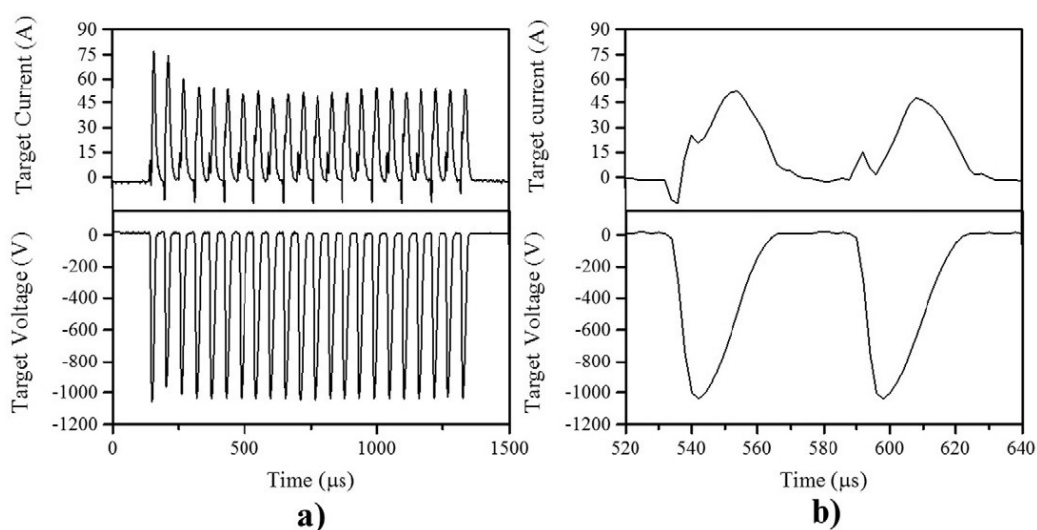 90
75
60
45
30
15
0
Target Current (A)
0
-200
-400
-600
-800
-1000
-1200
Target Voltage (V)
0 500 1000 1500
Time (μs)
a)
90
75
60
45
30
15
0
Target current (A)
0
-200
-400
-600
-800
-1000
-1200
Target Voltage (V)
520 540 560 580 600 620 640
Time (μs)
b)